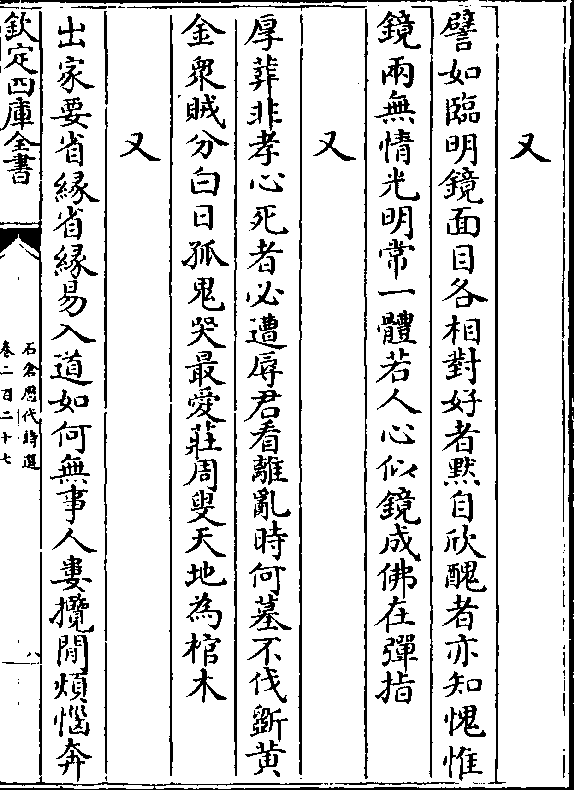 又
譬如臨明鏡面目各相對好者黙自欣醜者亦知愧惟
鏡兩無情光明常一體若人心似鏡成佛在彈指
又
厚葬非孝心死者必遭辱君看離亂時何墓不伐斵黄
金衆賊分白日孤鬼哭最愛莊周叟天地為棺木
又
出家要省緣省緣易入道如何無事人婁攬閒煩惱奔
欽定四庫全書
石倉歷代詩選
卷二百二十七
八